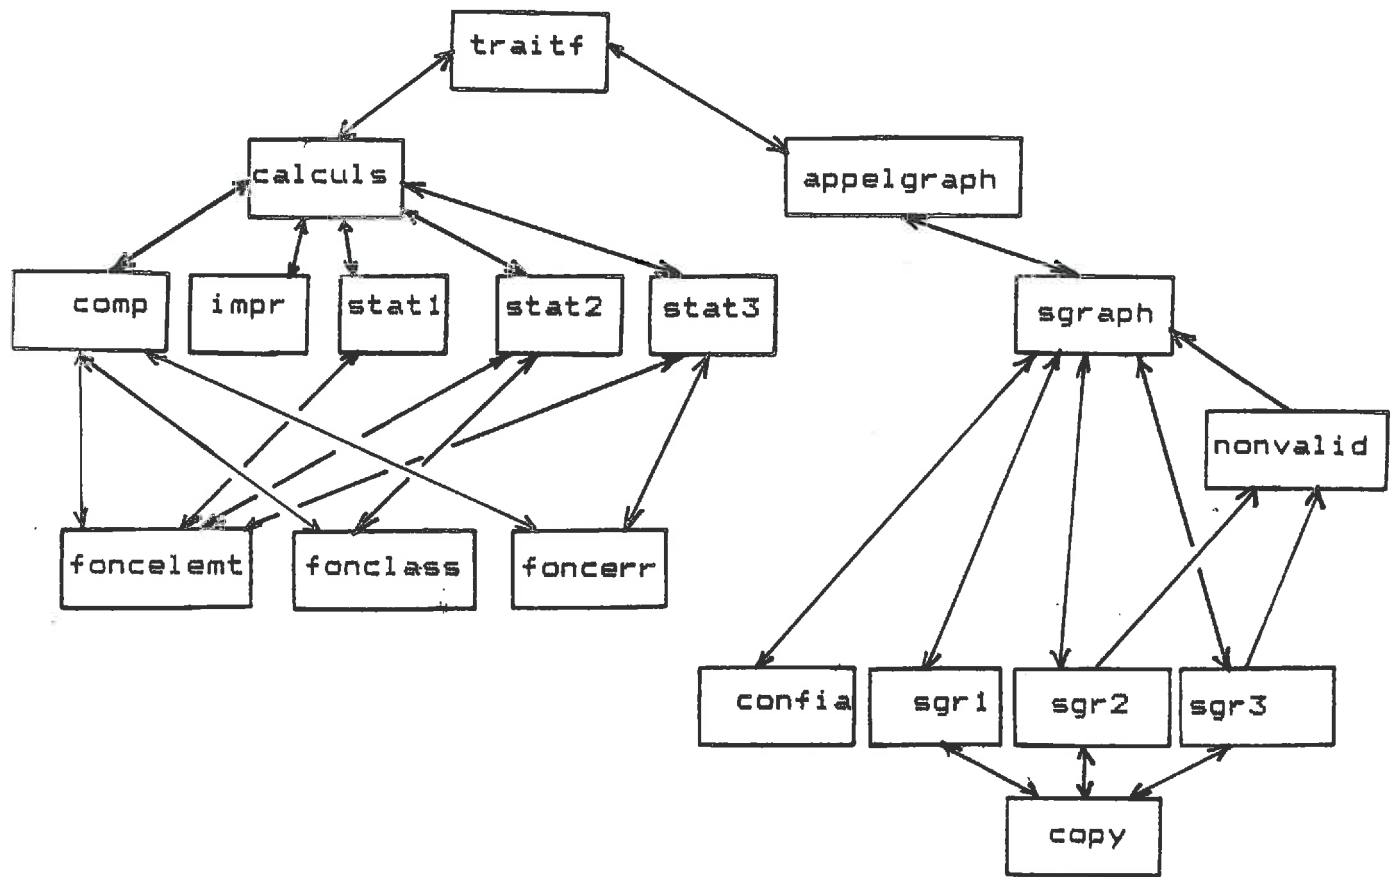 traitf
calculs
appelgraph
comp
impr
stat1
stat2
stat3
sgraph
nonvalid
foncelemt
fonclass
foncerr
confia
sgr1
sgr2
sgr3
copy